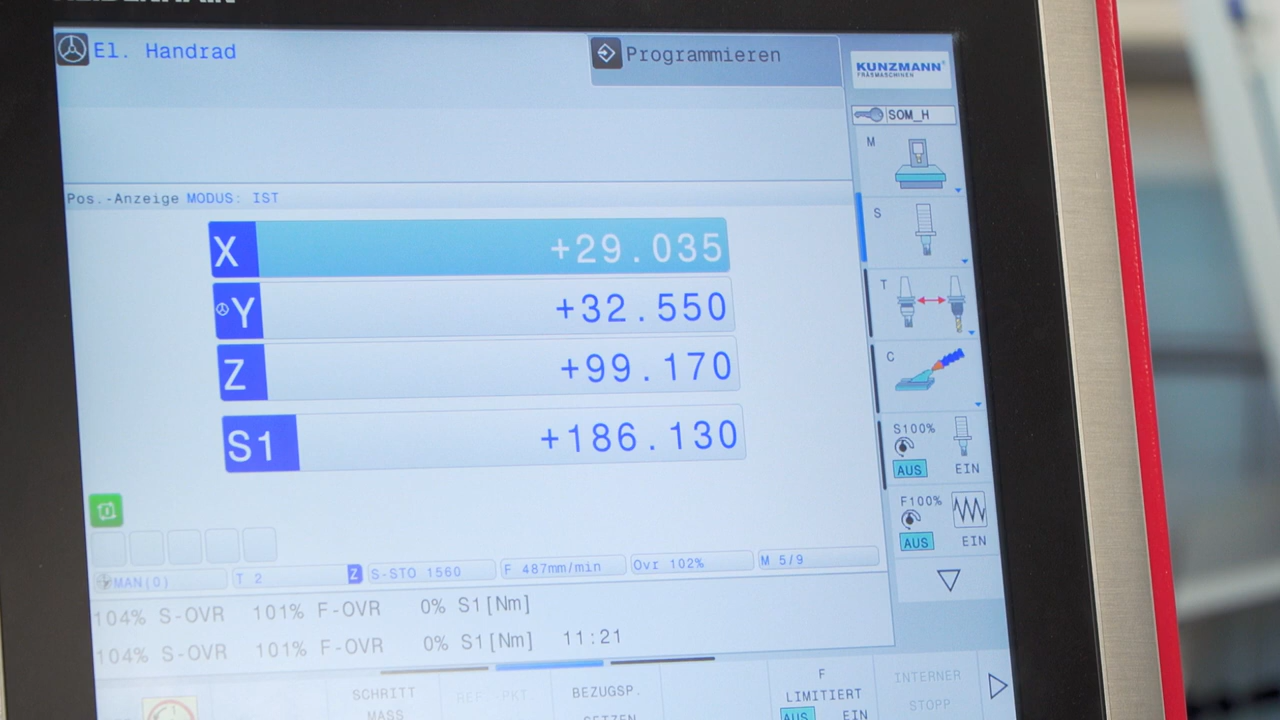 HEIDENHAIN
El. Handrad
Programmieren
KUNZMANN
FRÄSMASCHINEN
SOM_H
Pos.-Anzeige MODUS: IST
X +29.035
Y +32.550
Z +99.170
S1 +186.130
M
S
T
C
S100%
AUS EIN
F100%
AUS EIN
MAN(0) T 2 Z S-STO 1560 F 487mm/min Ovr 102% M 5/9
104% S-OVR 101% F-OVR 0% S1[Nm]
104% S-OVR 101% F-OVR 0% S1[Nm] 11:21
SCHRITT
MASS
REF.PKT.
BEZUGSP.
SETZEN
F
LIMITIERT
AUS EIN
INTERNER
STOPP